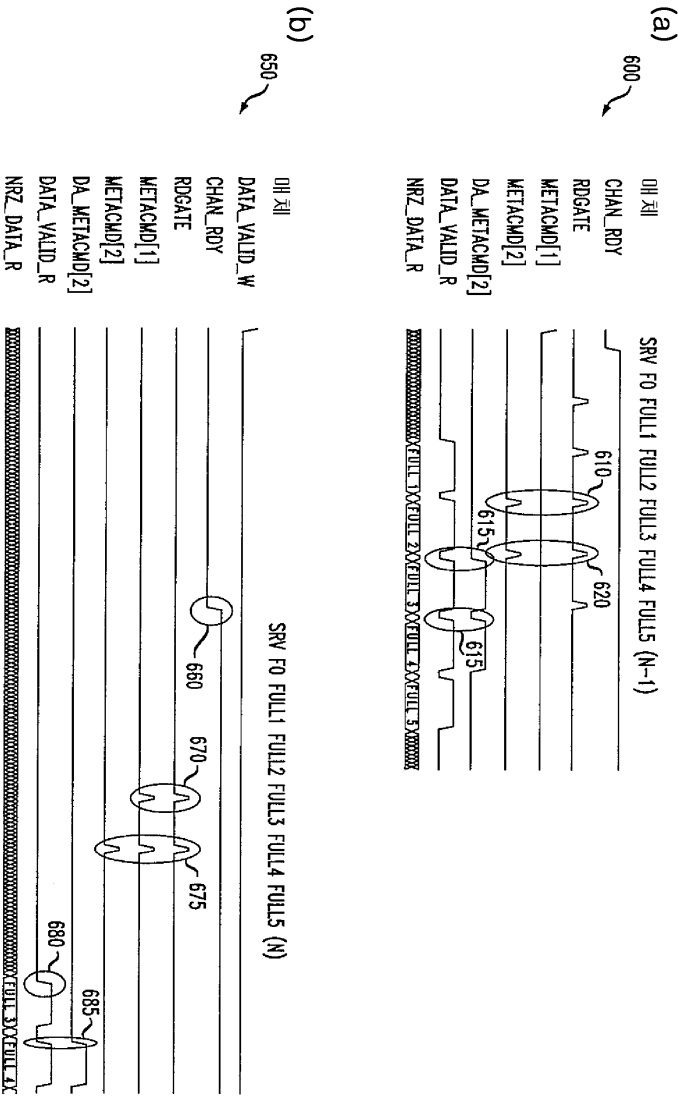 (a)
600
매체
SRV F0 FULL1 FULL2 FULL3 FULL4 FULL5 (N-1)
CHAN_RDY
RDGATE
METACMD[1]
METACMD[2]
DA_METACMD[2]
DATA_VALID_R
NRZ_DATA_R
610
620
615
615
FULL 1
FULL 2
FULL 3
FULL 4
FULL 5
(b)
650
매체
SRV F0 FULL1 FULL2 FULL3 FULL4 FULL5 (N)
DATA_VALID_W
CHAN_RDY
RDGATE
METACMD[1]
METACMD[2]
DA_METACMD[2]
DATA_VALID_R
NRZ_DATA_R
660
670
675
680
685
FULL 3
FULL 4